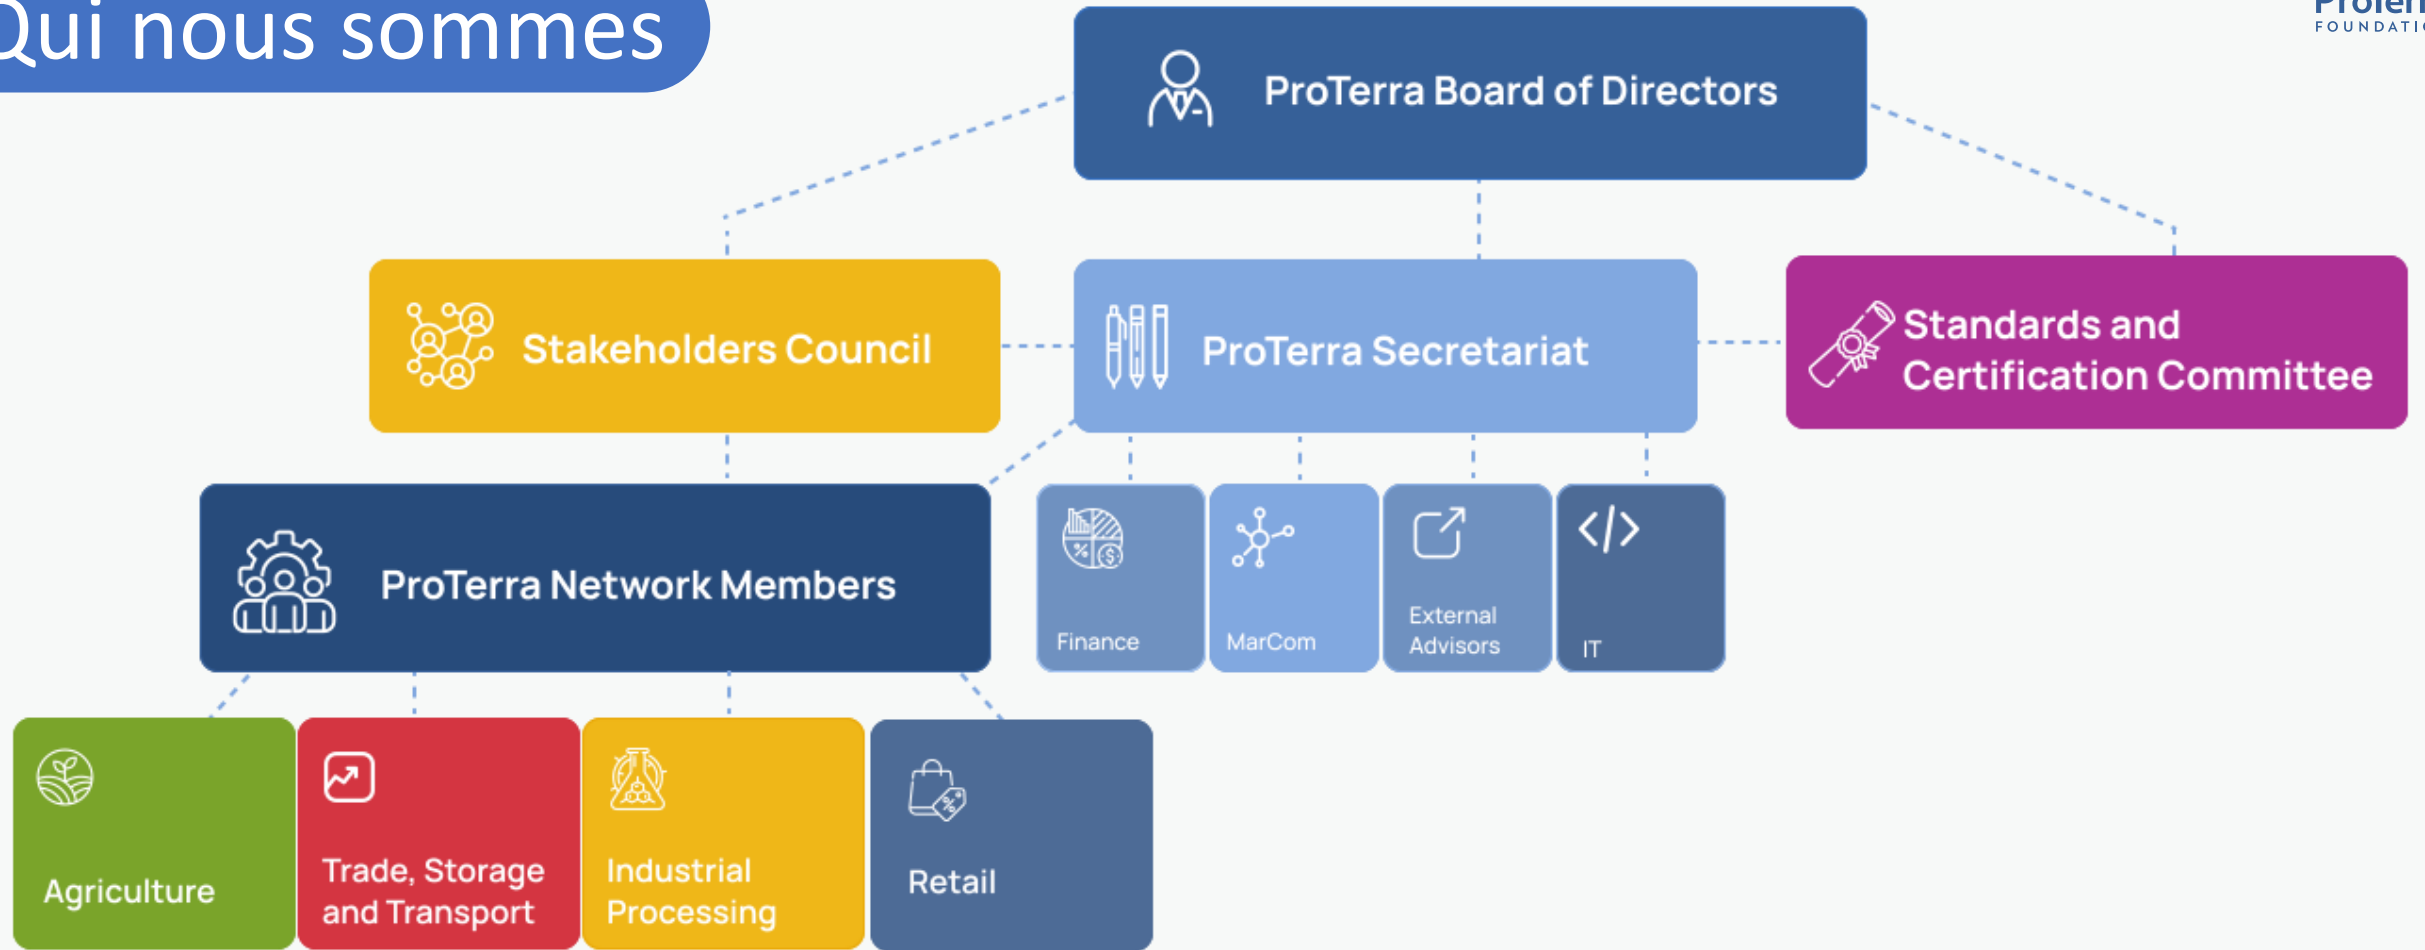 Qui nous sommes
FOUNDATION
ProTerra Board of Directors
Stakeholders Council
ProTerra Secretariat
Standards and
Certification Committee
ProTerra Network Members
Finance
MarCom
External
Advisors
IT
Agriculture
Trade, Storage
and Transport
Industrial
Processing
Retail